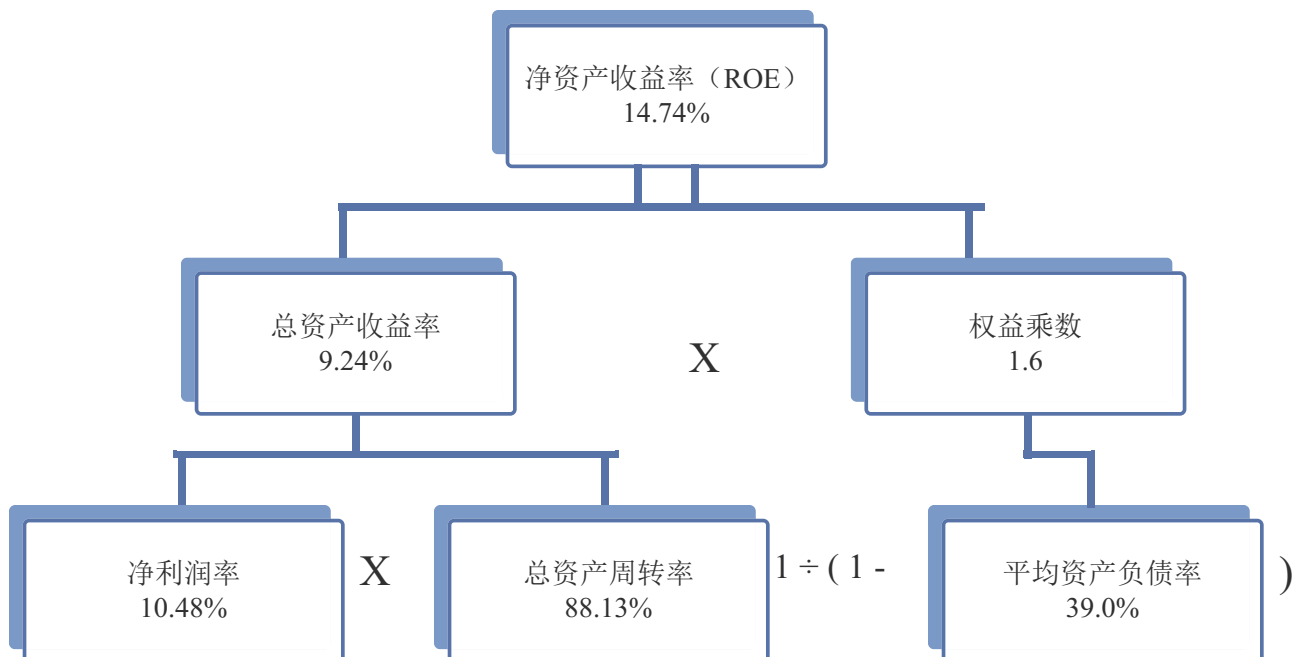 净资产收益率（ROE）
14.74%
总资产收益率
9.24%
X
权益乘数
1.6
净利润率
10.48%
X
总资产周转率
88.13%
1 ÷ ( 1 -
平均资产负债率
39.0%
)